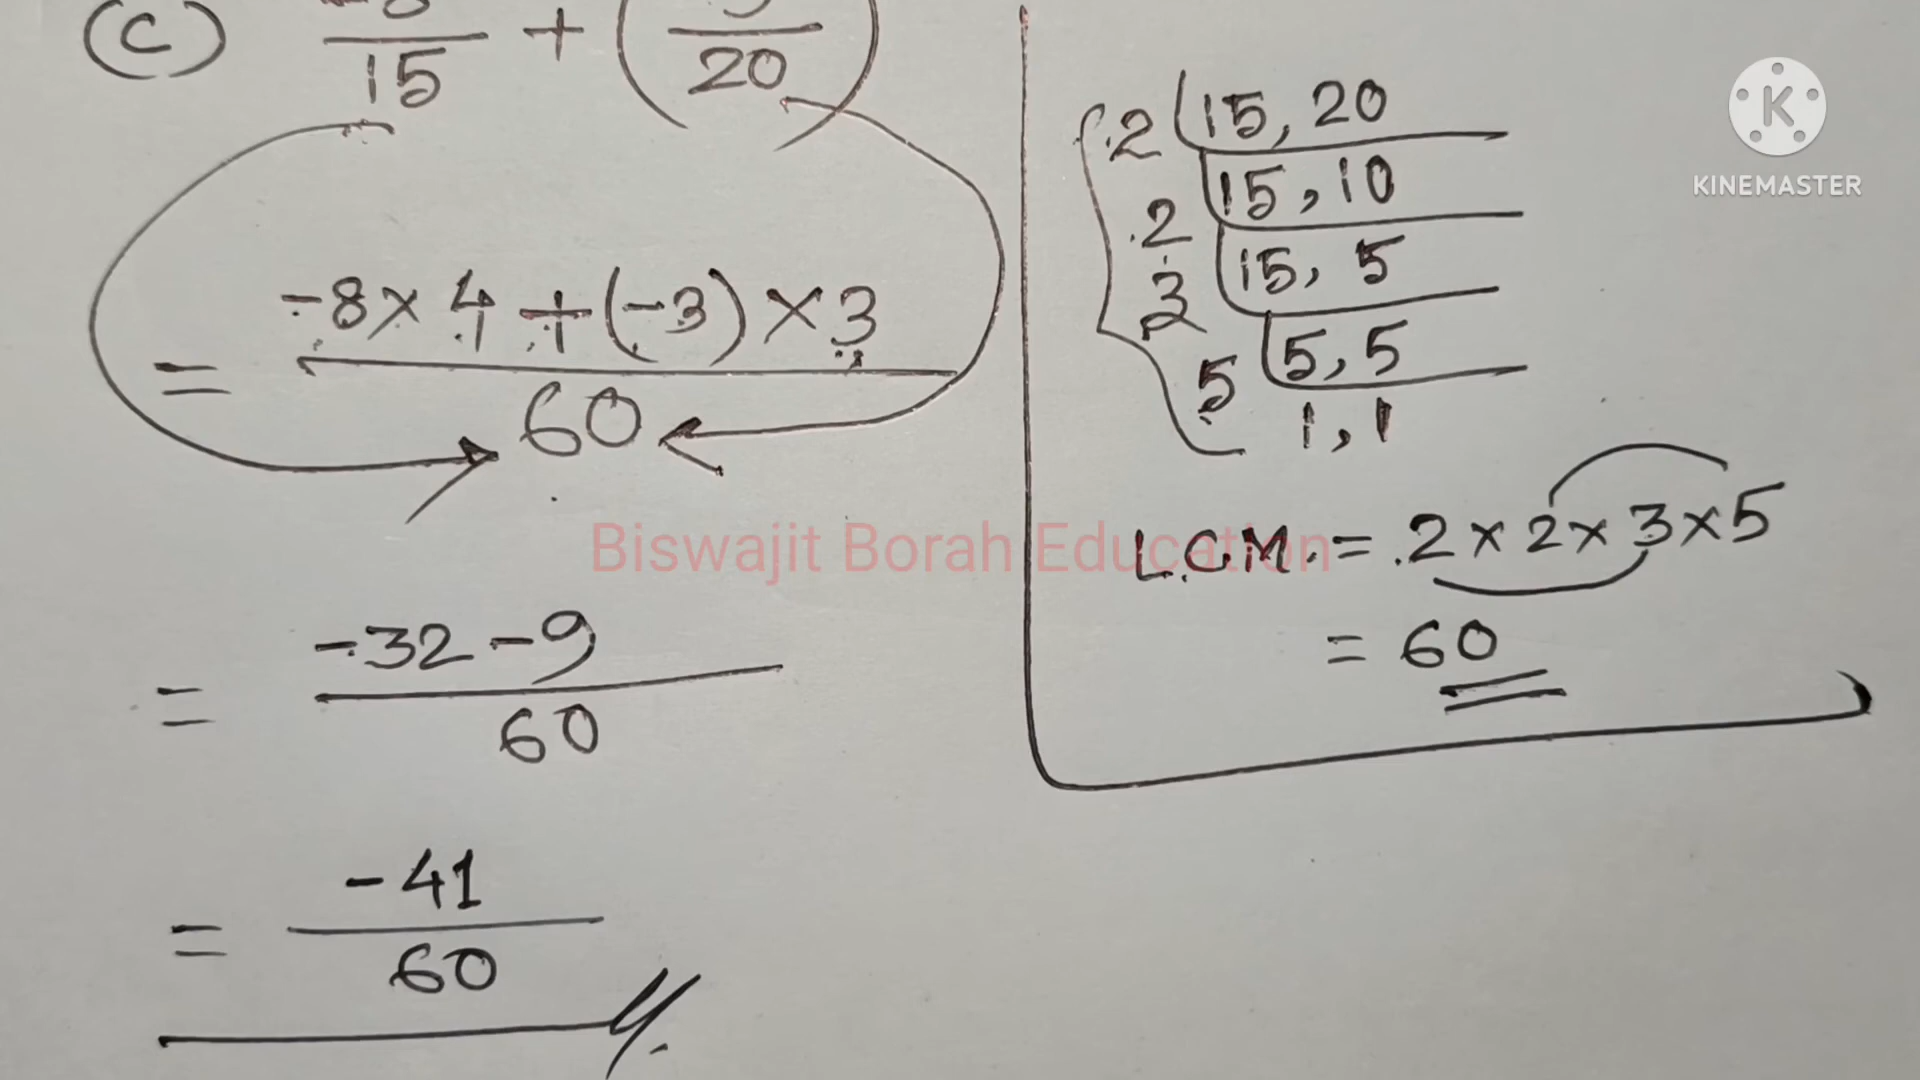 (C) -8/15 + ( /20)
= -8 × 4 + (-3) × 3 / 60
= -32 - 9 / 60
= -41 / 60
2 | 15, 20
2 | 15, 10
3 | 15, 5
5 | 5, 5
1, 1
L.C.M. = 2 × 2 × 3 × 5
= 60
Biswajit Borah Education
K
KINEMASTER